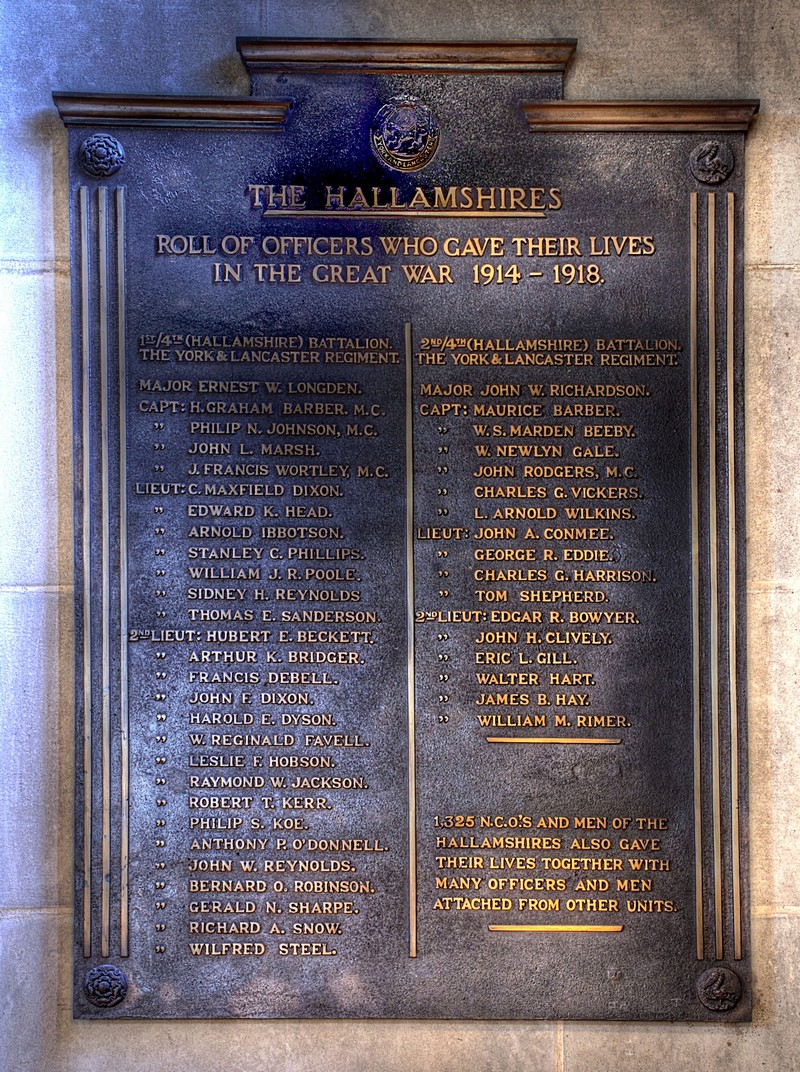 YORK AND LANCASTER
THE HALLAMSHIRES
ROLL OF OFFICERS WHO GAVE THEIR LIVES
IN THE GREAT WAR 1914 - 1918.
1ST/4TH (HALLAMSHIRE) BATTALION.
THE YORK & LANCASTER REGIMENT.
MAJOR ERNEST W. LONGDEN.
CAPT: H. GRAHAM BARBER. M.C.
" PHILIP N. JOHNSON, M.C.
" JOHN L. MARSH.
" J. FRANCIS WORTLEY, M.C.
LIEUT: C. MAXFIELD DIXON.
" EDWARD K. HEAD.
" ARNOLD IBBOTSON.
" STANLEY C. PHILLIPS.
" WILLIAM J. R. POOLE.
" SIDNEY H. REYNOLDS
" THOMAS E. SANDERSON.
2ND LIEUT: HUBERT E. BECKETT.
" ARTHUR K. BRIDGER.
" FRANCIS DEBELL.
" JOHN F. DIXON.
" HAROLD E. DYSON.
" W. REGINALD FAVELL.
" LESLIE F. HOBSON.
" RAYMOND W. JACKSON.
" ROBERT T. KERR.
" PHILIP S. KOE.
" ANTHONY P. O'DONNELL.
" JOHN W. REYNOLDS.
" BERNARD O. ROBINSON.
" GERALD N. SHARPE.
" RICHARD A. SNOW.
" WILFRED STEEL.
2ND/4TH (HALLAMSHIRE) BATTALION.
THE YORK & LANCASTER REGIMENT.
MAJOR JOHN W. RICHARDSON.
CAPT: MAURICE BARBER.
" W. S. MARDEN BEEBY.
" W. NEWLYN GALE.
" JOHN RODGERS, M.C.
" CHARLES G. VICKERS.
" L. ARNOLD WILKINS.
LIEUT: JOHN A. CONMEE.
" GEORGE R. EDDIE.
" CHARLES G. HARRISON.
" TOM SHEPHERD.
2ND LIEUT: EDGAR R. BOWYER.
" JOHN H. CLIVELY.
" ERIC L. GILL.
" WALTER HART.
" JAMES B. HAY.
" WILLIAM M. RIMER.
1,325 N.C.O'S AND MEN OF THE
HALLAMSHIRES ALSO GAVE
THEIR LIVES TOGETHER WITH
MANY OFFICERS AND MEN
ATTACHED FROM OTHER UNITS.